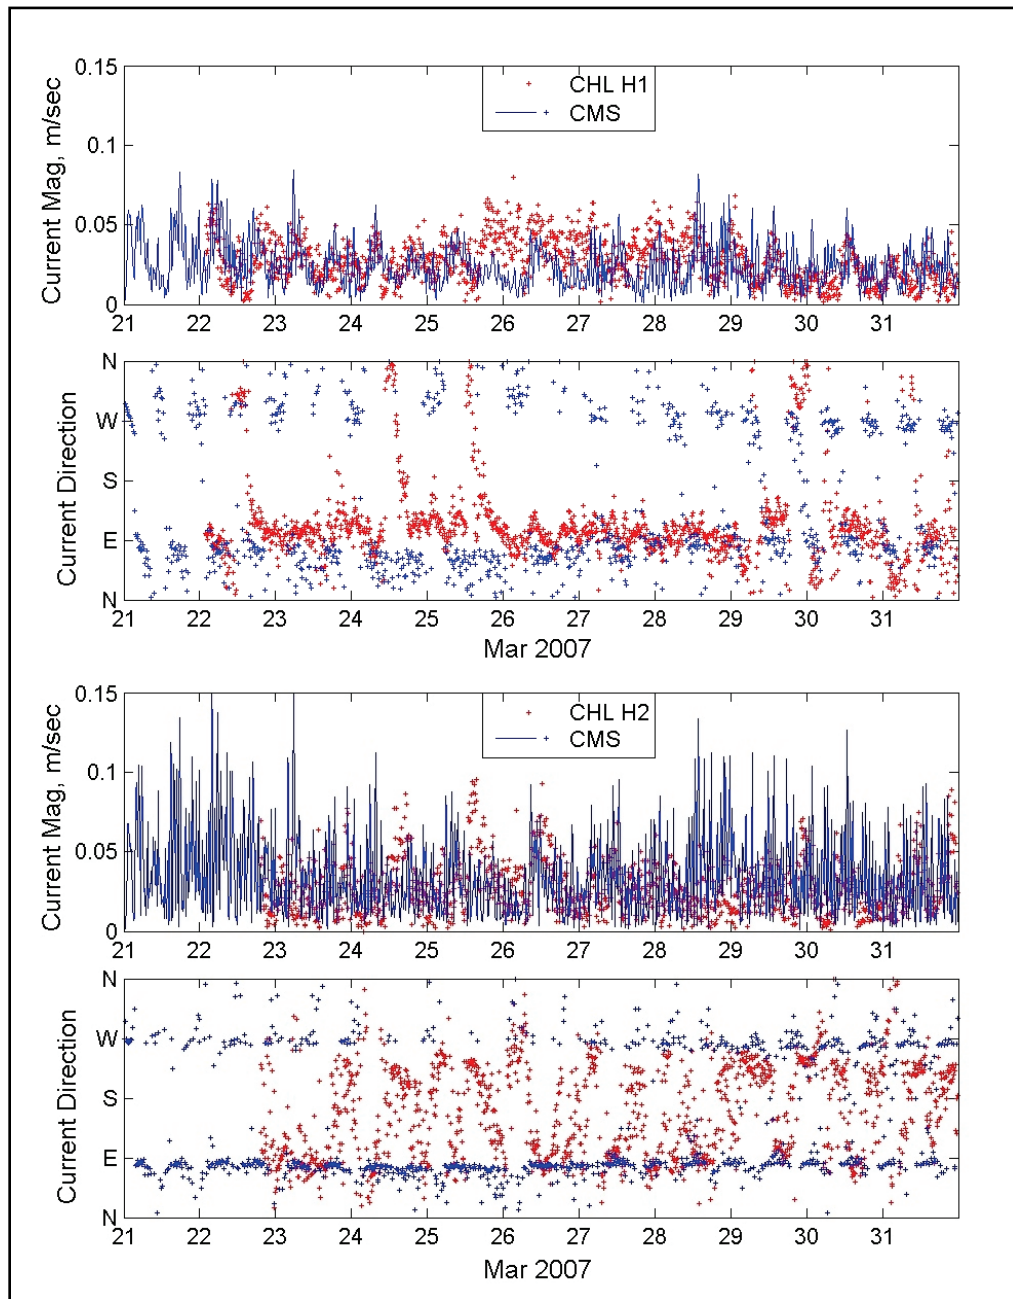 0.15
0.1
0.05
0
Current Mag, m/sec
CHL H1
CMS
21 22 23 24 25 26 27 28 29 30 31
N
W
S
E
N
Current Direction
21 22 23 24 25 26 27 28 29 30 31
Mar 2007
0.15
0.1
0.05
0
Current Mag, m/sec
CHL H2
CMS
21 22 23 24 25 26 27 28 29 30 31
N
W
S
E
N
Current Direction
21 22 23 24 25 26 27 28 29 30 31
Mar 2007